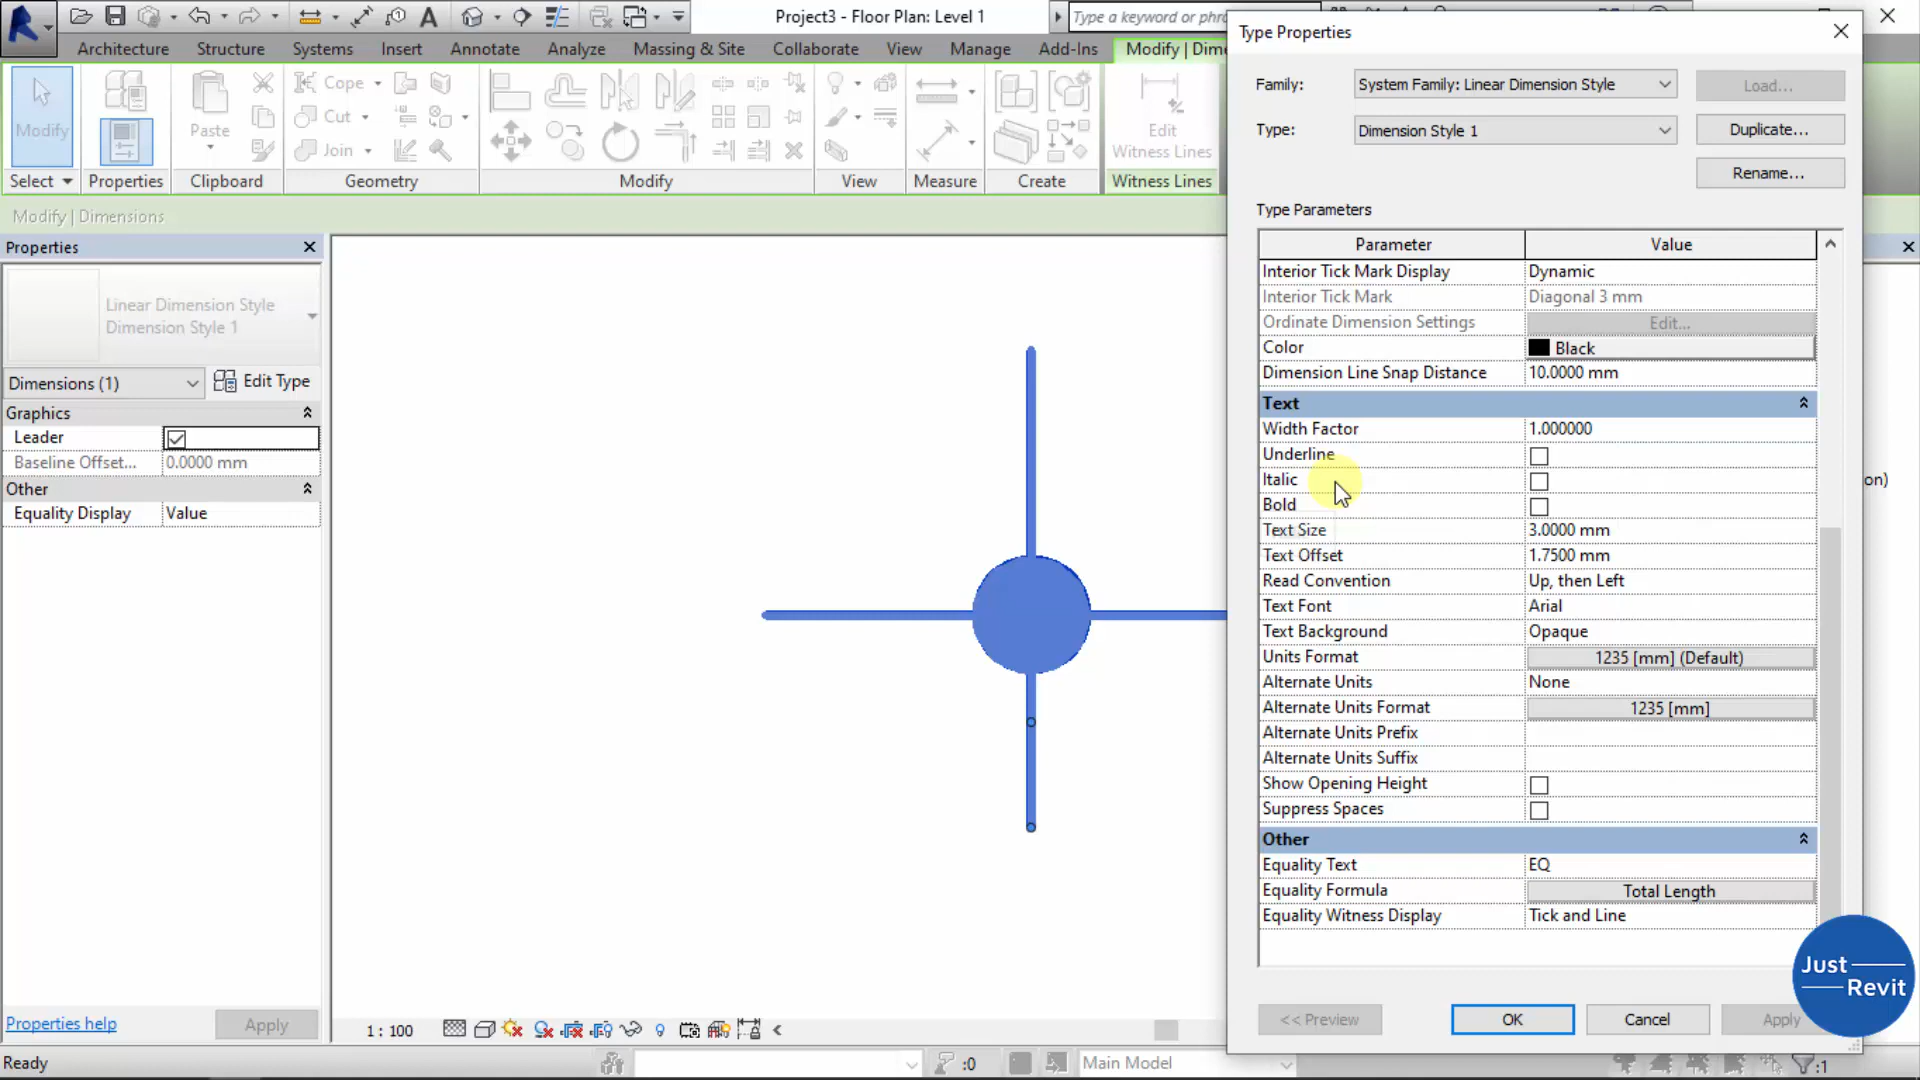 Project3 - Floor Plan: Level 1
Type a keyword or phr
Architecture
Structure
Systems
Insert
Annotate
Analyze
Massing & Site
Collaborate
View
Manage
Add-Ins
Modify | Dime
Modify
Paste
Cope
Cut
Join
Edit
Witness Lines
Select
Properties
Clipboard
Geometry
Modify
View
Measure
Create
Witness Lines
Modify | Dimensions
Properties
Linear Dimension Style
Dimension Style 1
Dimensions (1)
Edit Type
Graphics
Leader
Baseline Offset... 0.0000 mm
Other
Equality Display Value
Properties help
Apply
1 : 100
Ready
:0
Main Model
:1
on)
Type Properties
Family: System Family: Linear Dimension Style Load...
Type: Dimension Style 1 Duplicate...
Rename...
Type Parameters
Parameter Value
Interior Tick Mark Display Dynamic
Interior Tick Mark Diagonal 3 mm
Ordinate Dimension Settings Edit...
Color Black
Dimension Line Snap Distance 10.0000 mm
Text
Width Factor 1.000000
Underline
Italic
Bold
Text Size 3.0000 mm
Text Offset 1.7500 mm
Read Convention Up, then Left
Text Font Arial
Text Background Opaque
Units Format 1235 [mm] (Default)
Alternate Units None
Alternate Units Format 1235 [mm]
Alternate Units Prefix
Alternate Units Suffix
Show Opening Height
Suppress Spaces
Other
Equality Text EQ
Equality Formula Total Length
Equality Witness Display Tick and Line
<< Preview OK Cancel Apply
Just
Revit